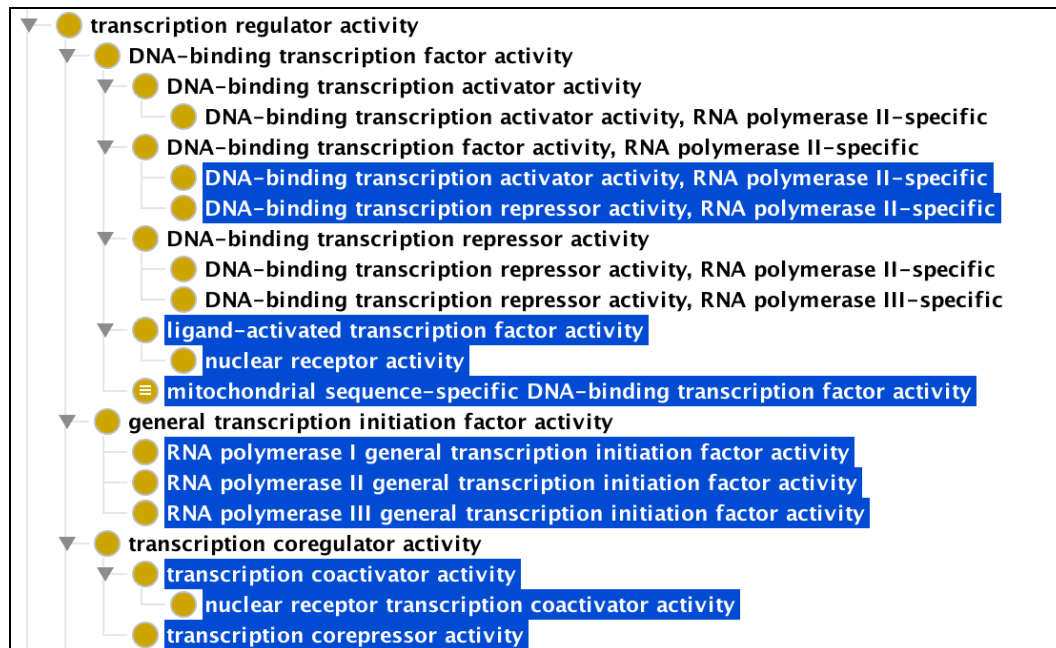 transcription regulator activity
DNA-binding transcription factor activity
DNA-binding transcription activator activity
DNA-binding transcription activator activity, RNA polymerase II-specific
DNA-binding transcription factor activity, RNA polymerase II-specific
DNA-binding transcription activator activity, RNA polymerase II-specific
DNA-binding transcription repressor activity, RNA polymerase II-specific
DNA-binding transcription repressor activity
DNA-binding transcription repressor activity, RNA polymerase II-specific
DNA-binding transcription repressor activity, RNA polymerase III-specific
ligand-activated transcription factor activity
nuclear receptor activity
mitochondrial sequence-specific DNA-binding transcription factor activity
general transcription initiation factor activity
RNA polymerase I general transcription initiation factor activity
RNA polymerase II general transcription initiation factor activity
RNA polymerase III general transcription initiation factor activity
transcription coregulator activity
transcription coactivator activity
nuclear receptor transcription coactivator activity
transcription corepressor activity